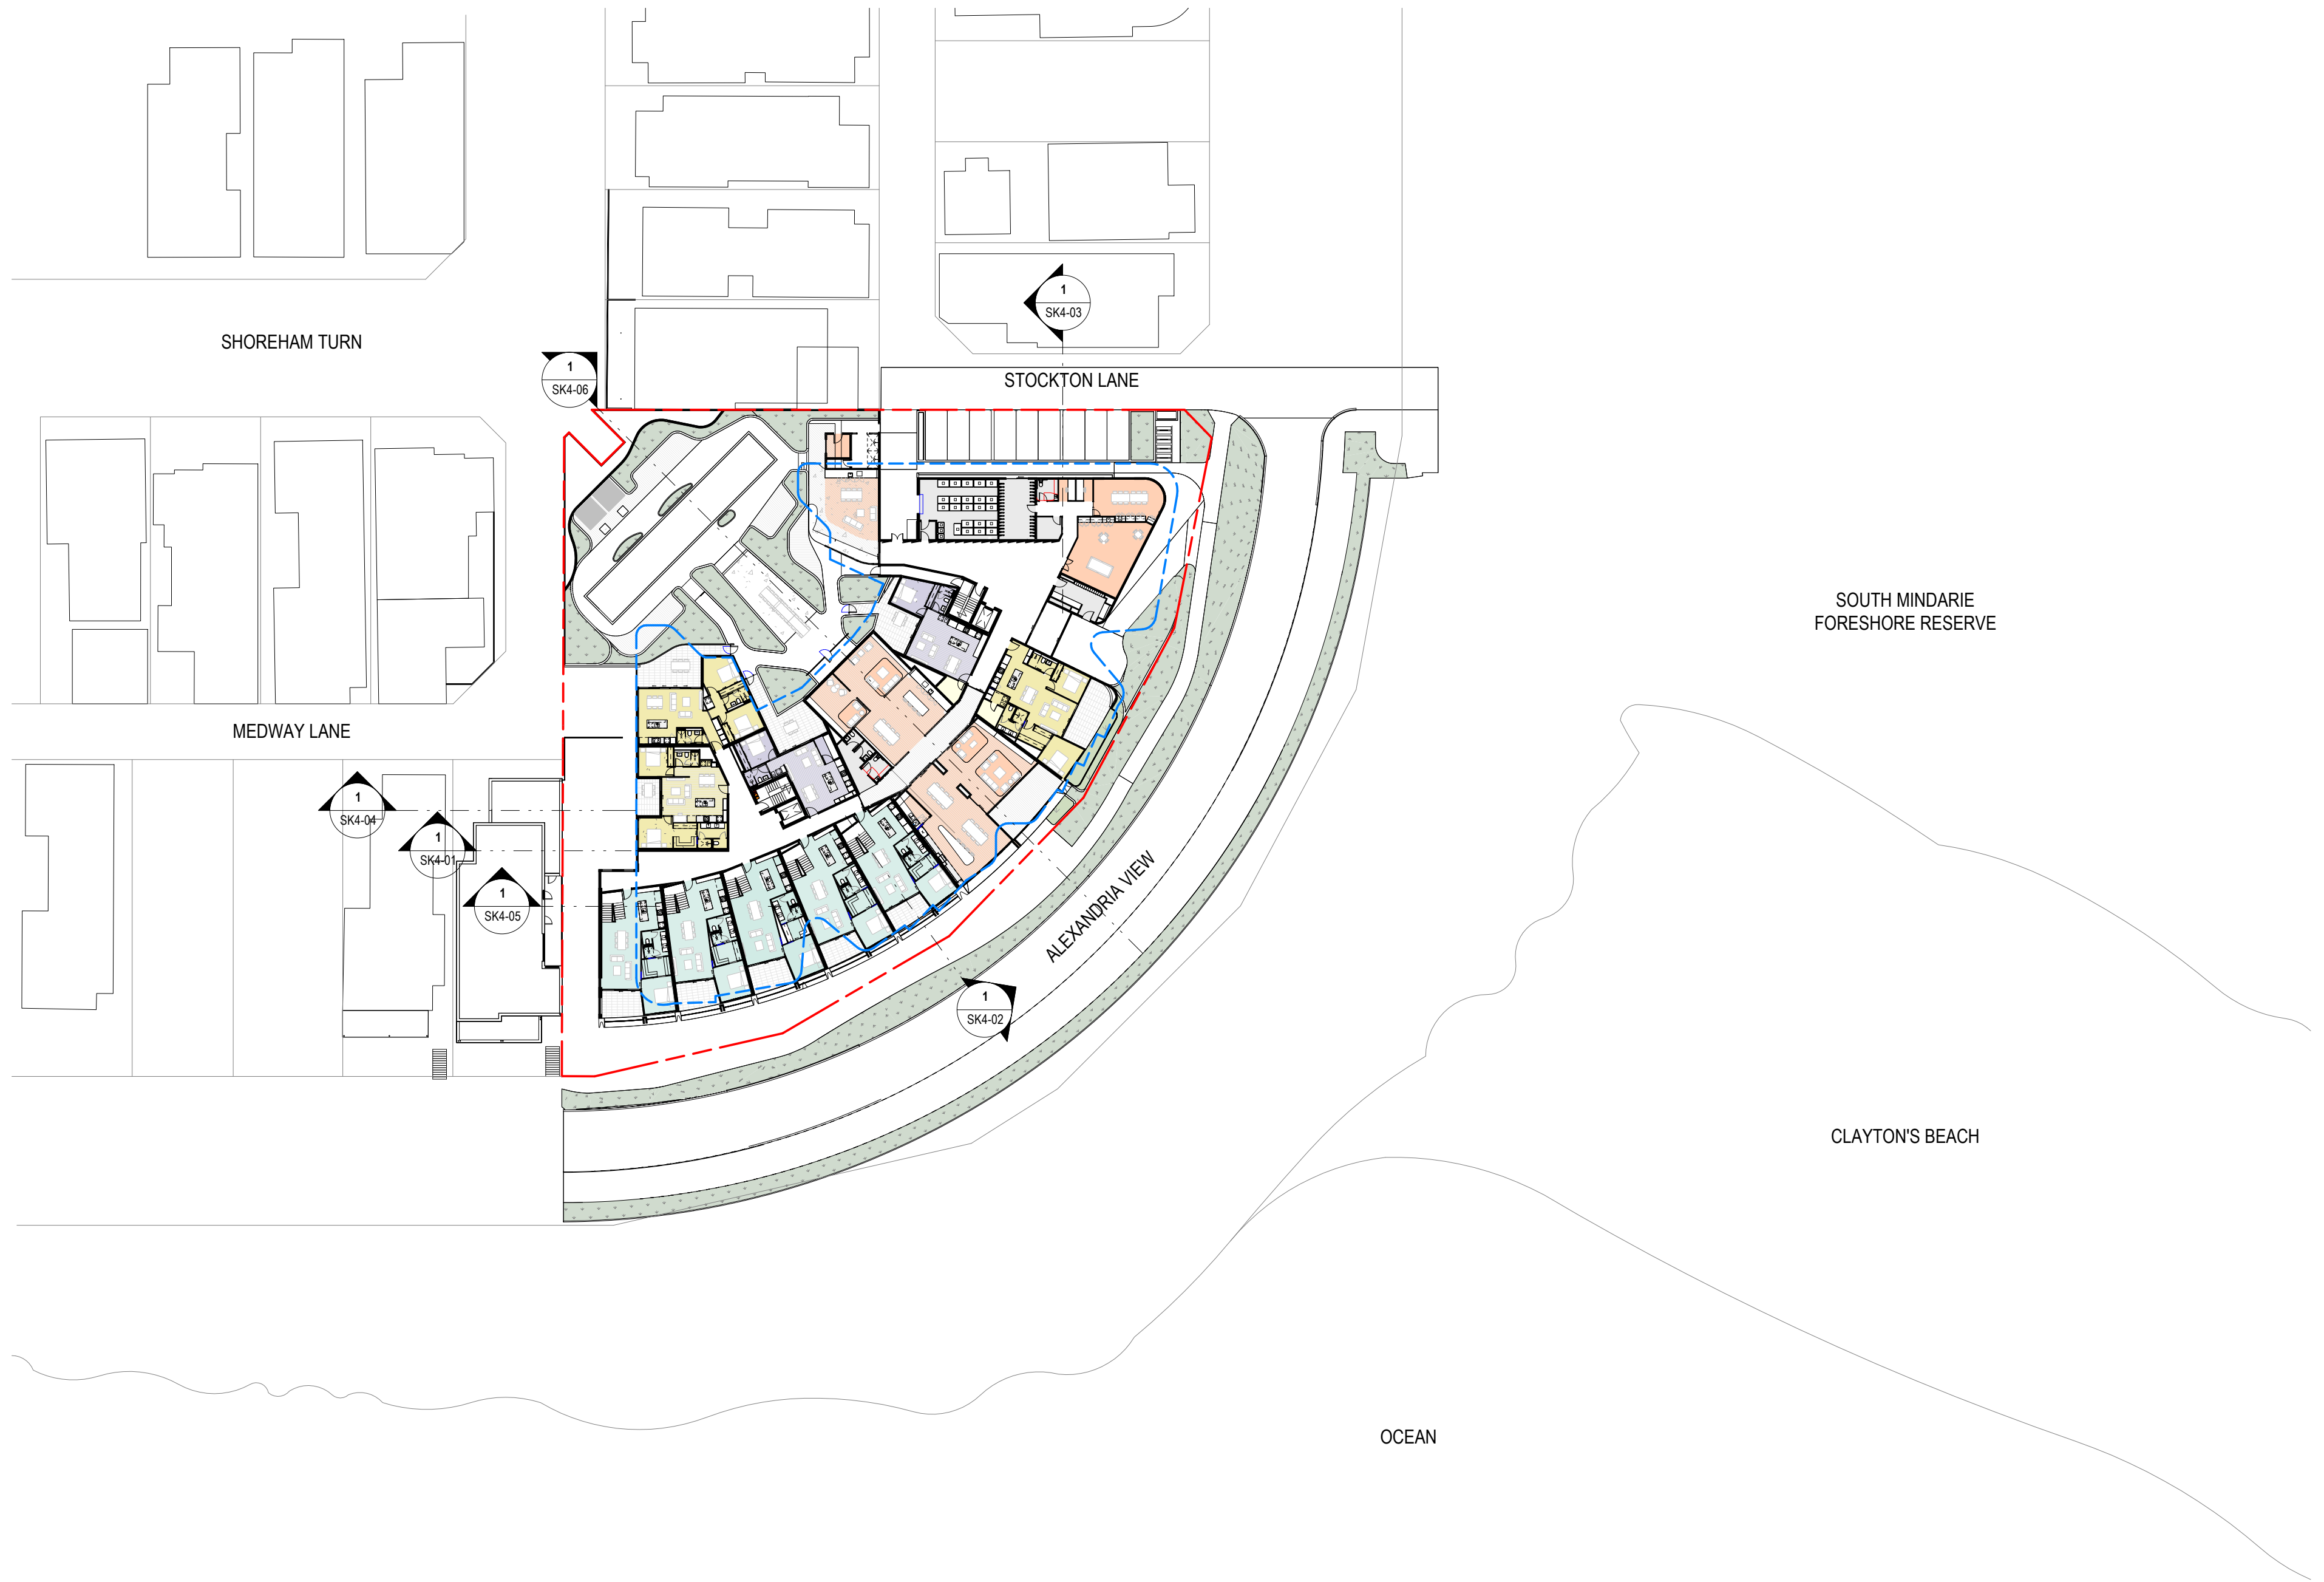 1
SK4-03
SHOREHAM TURN
1
SK4-06
STOCKTON LANE
SOUTH MINDARIE
FORESHORE RESERVE
MEDWAY LANE
1
SK4-04
1
SK4-01
1
SK4-05
ALEXANDRIA VIEW
1
SK4-02
CLAYTON'S BEACH
OCEAN